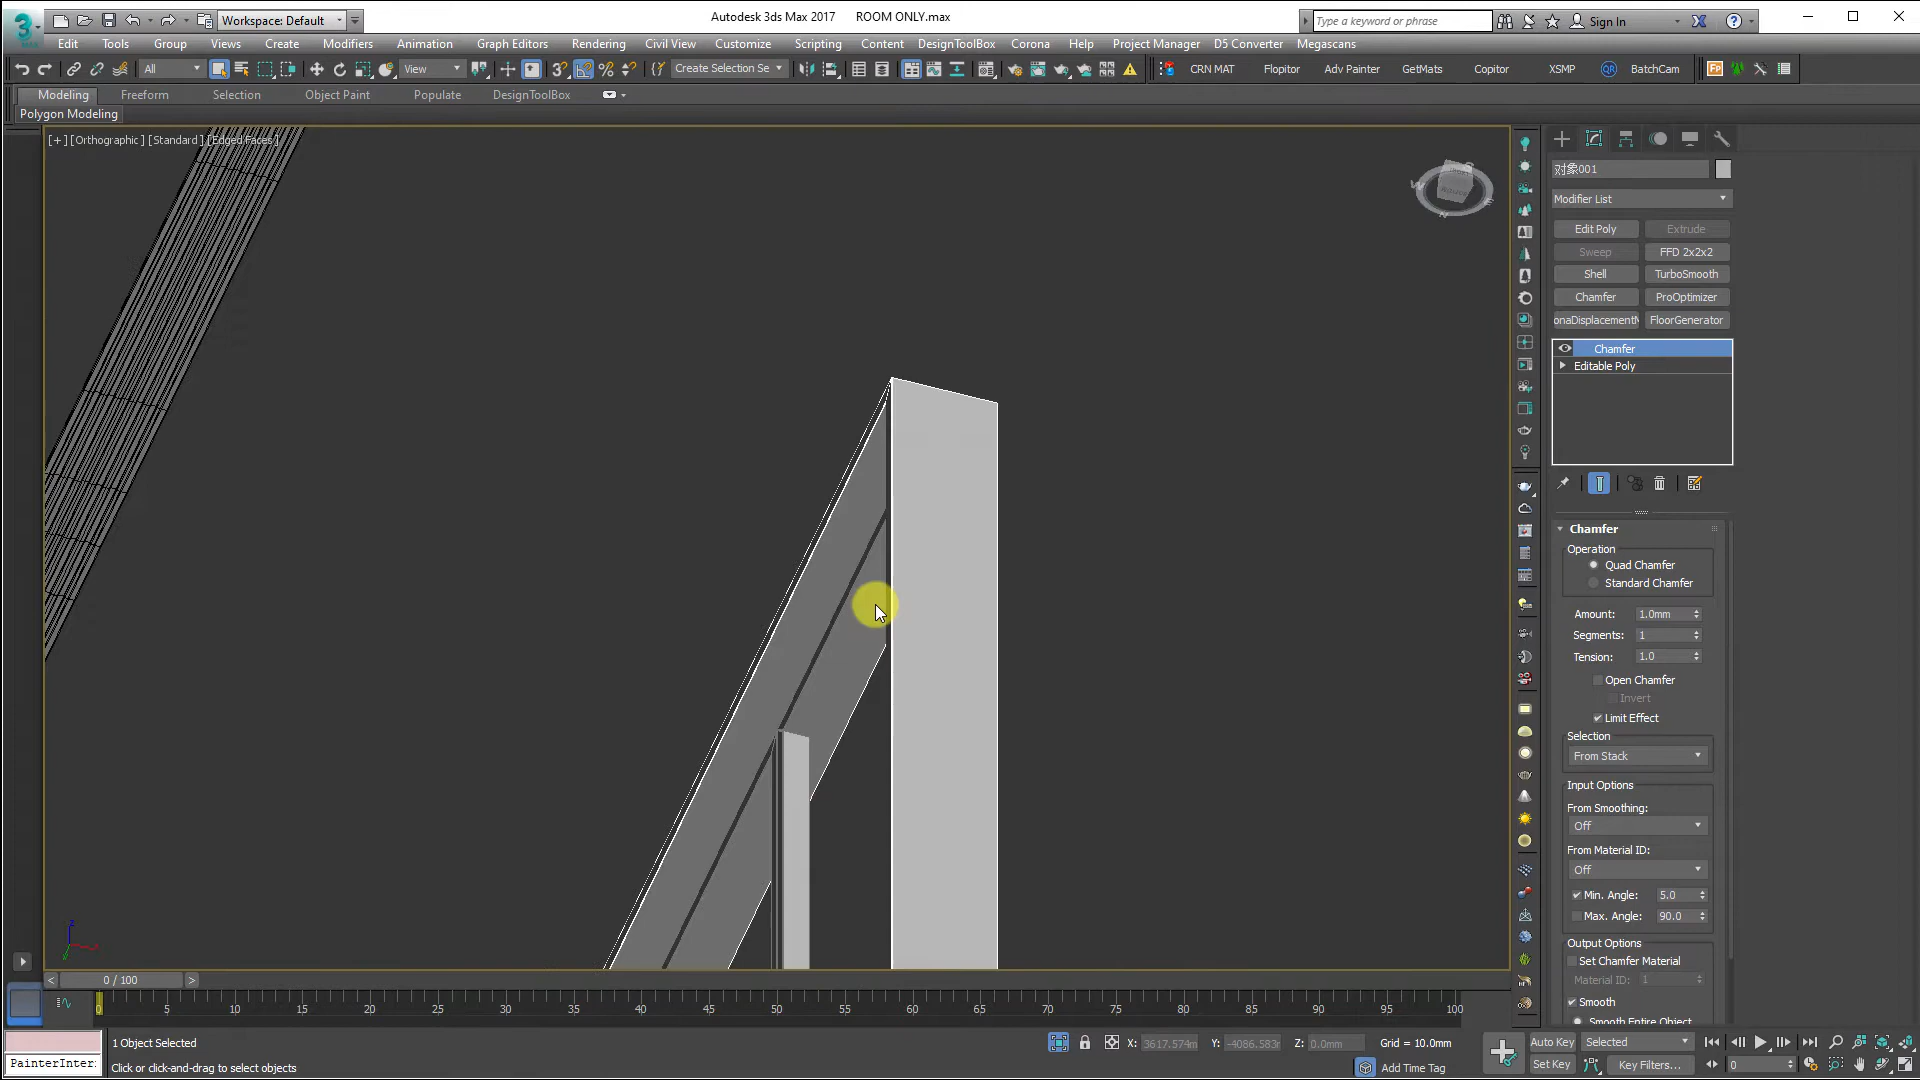 Workspace: Default
Autodesk 3ds Max 2017    ROOM ONLY.max
Type a keyword or phrase
Sign In
Edit Tools Group Views Create Modifiers Animation Graph Editors Rendering Civil View Customize Scripting Content DesignToolBox Corona Help Project Manager D5 Converter Megascans
All View Create Selection Se CRN MAT Flopitor Adv Painter GetMats Copitor XSMP QR BatchCam
Modeling Freeform Selection Object Paint Populate DesignToolBox
Polygon Modeling
[+] [Orthographic ] [Standard ] [Edged Faces ]
对象001
Modifier List
Edit Poly Extrude
Sweep FFD 2x2x2
Shell TurboSmooth
Chamfer ProOptimizer
FloorGenerator
Chamfer
Editable Poly
Chamfer
Operation
Quad Chamfer
Standard Chamfer
Amount: 1.0mm
Segments: 1
Tension: 1.0
Open Chamfer
Invert
Limit Effect
Selection
From Stack
Input Options
From Smoothing:
Off
From Material ID:
Off
Min. Angle: 5.0
Max. Angle: 90.0
Output Options
Set Chamfer Material
Material ID: 1
Smooth
Smooth Entire Object
< 0 / 100 >
0 5 10 15 20 25 30 35 40 45 50 55 60 65 70 75 80 85 90 95 100
1 Object Selected
X: 3617.574m Y: -4086.583m Z: 0.0mm Grid = 10.0mm
Auto Key Selected
PainterInter:
Click or click-and-drag to select objects
Add Time Tag
Set Key Key Filters... 0